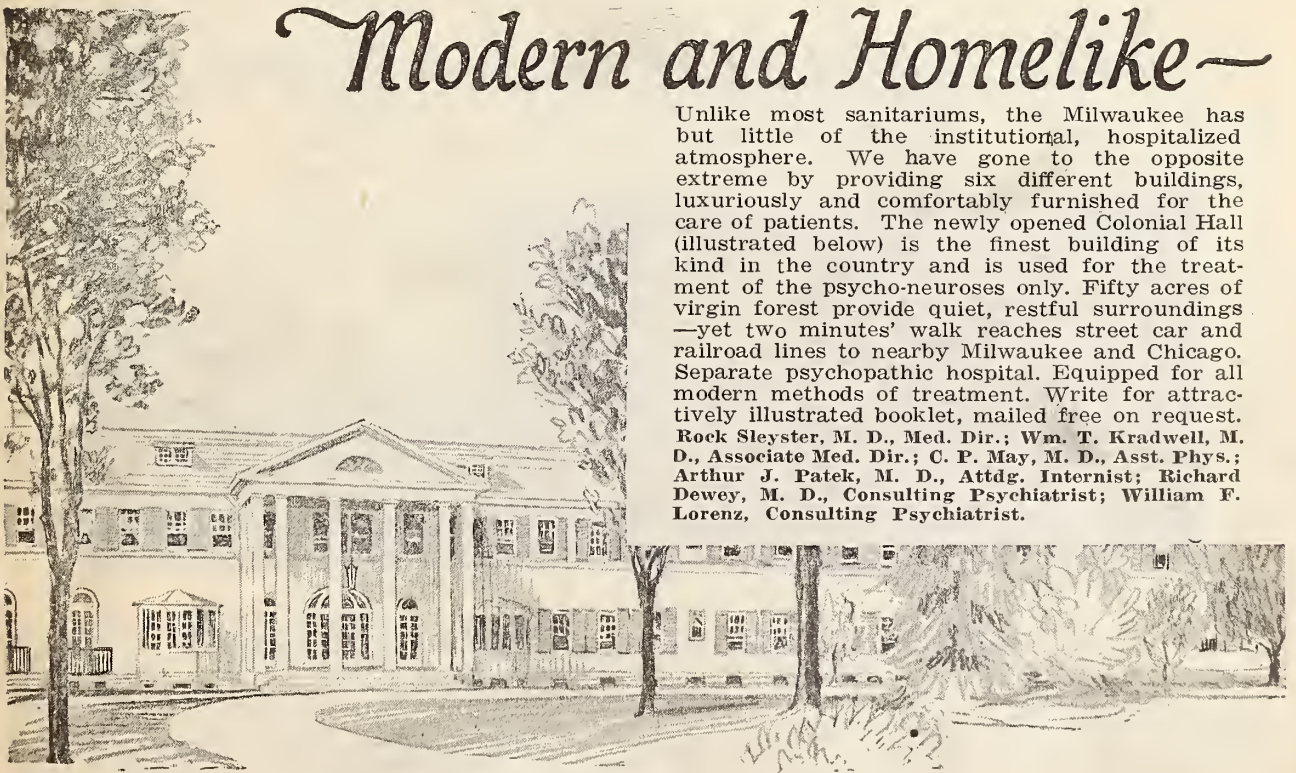 Modern and Homelike
Unlike most sanitariums, the Milwaukee has
but little of the institutional, hospitalized
atmosphere. We have gone to the opposite
extreme by providing six different buildings,
luxuriously and comfortably furnished for the
care of patients. The newly opened Colonial Hall
(illustrated below) is the finest building of its
kind in the country and is used for the treat-
ment of the psycho-neuroses only. Fifty acres of
virgin forest provide quiet, restful surroundings
—yet two minutes' walk reaches street car and
railroad lines to nearby Milwaukee and Chicago.
Separate psychopathic hospital. Equipped for all
modern methods of treatment. Write for attrac-
tively illustrated booklet, mailed free on request.
Rock Sleyster, M. D., Med. Dir.; Wm. T. Kradwell, M.
D., Associate Med. Dir.; C. P. May, M. D., Asst. Phys.;
Arthur J. Patek, M. D., Attdg. Internist; Richard
Dewey, M. D., Consulting Psychiatrist; William F.
Lorenz, Consulting Psychiatrist.